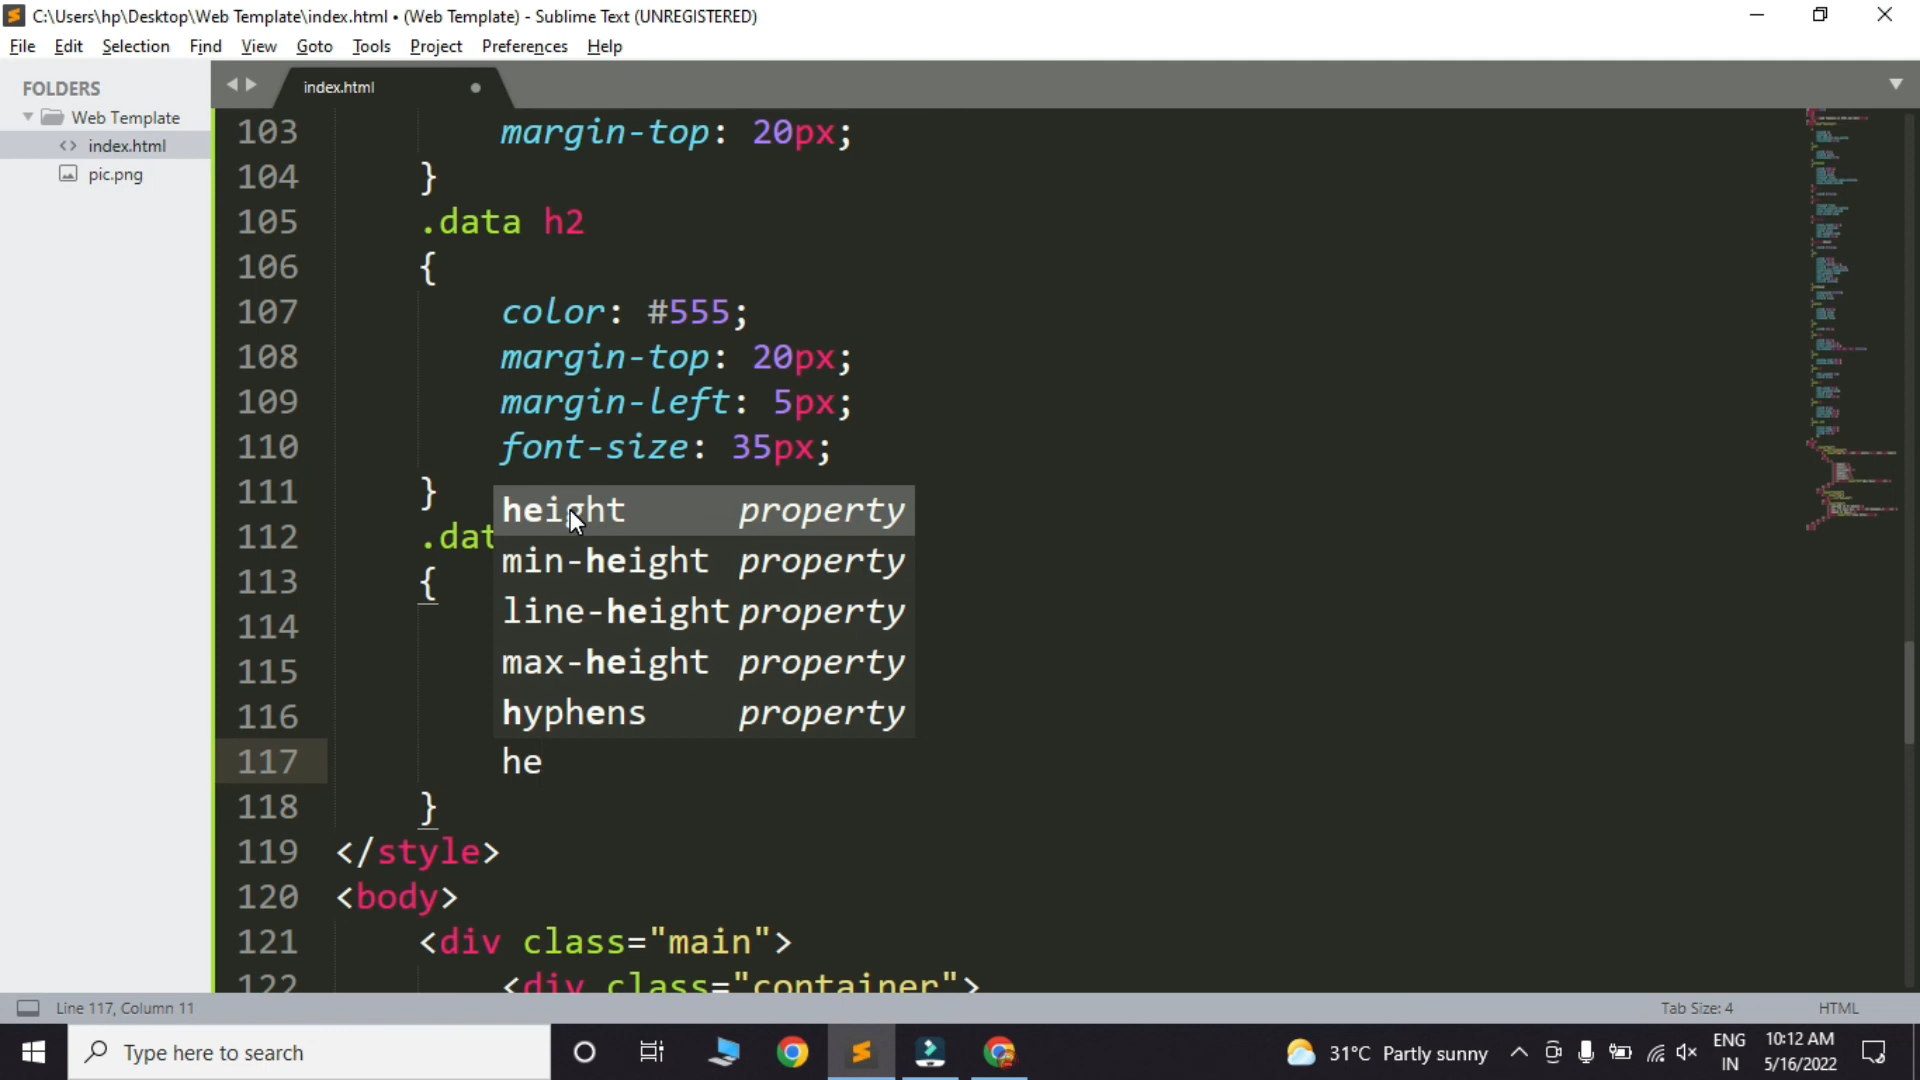 C:\Users\hp\Desktop\Web Template\index.html • (Web Template) - Sublime Text (UNREGISTERED)
File Edit Selection Find View Goto Tools Project Preferences Help
FOLDERS
Web Template
<> index.html
pic.png
index.html
103 margin-top: 20px;
104 }
105 .data h2
106 {
107 color: #555;
108 margin-top: 20px;
109 margin-left: 5px;
110 font-size: 35px;
111 }
height property
112 .dat
min-height property
113 {
line-height property
114
max-height property
115
hyphens property
116
117 he
118 }
119 </style>
120 <body>
121 <div class="main">
122 <div class="container">
Line 117, Column 11
Tab Size: 4
HTML
Type here to search
31°C Partly sunny
ENG
IN
10:12 AM
5/16/2022